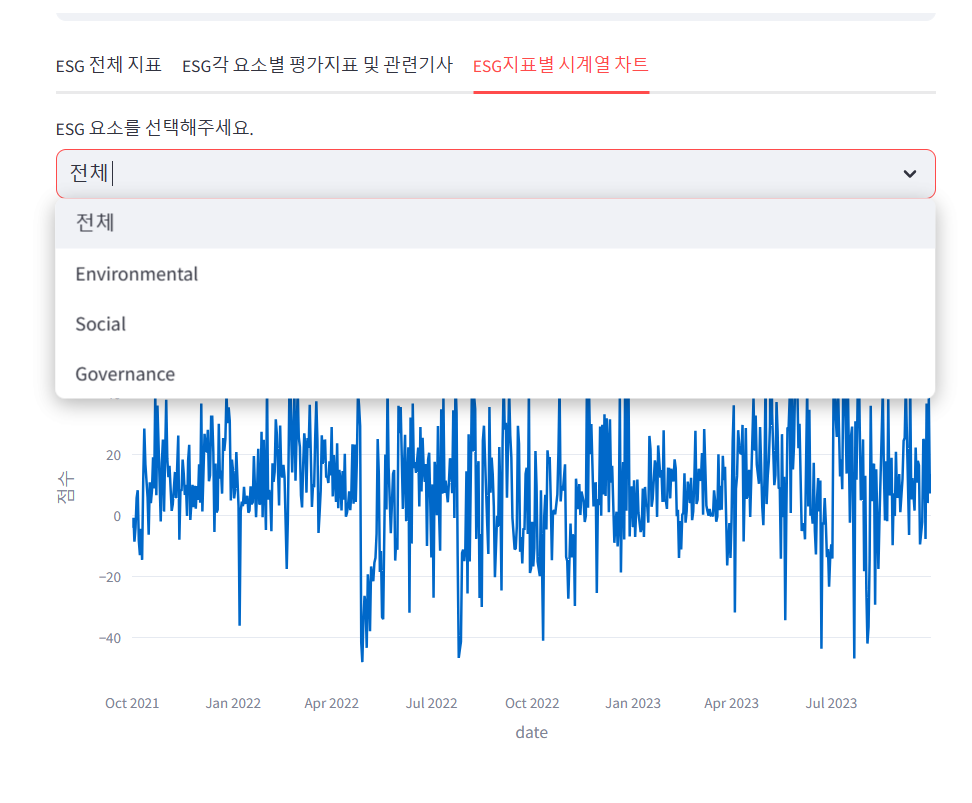 ESG 전체 지표 ESG각 요소별 평가지표 및 관련기사 ESG지표별 시계열 차트
ESG 요소를 선택해주세요.
전체
전체
Environmental
Social
Governance
20
점수
0
−20
−40
Oct 2021 Jan 2022 Apr 2022 Jul 2022 Oct 2022 Jan 2023 Apr 2023 Jul 2023
date